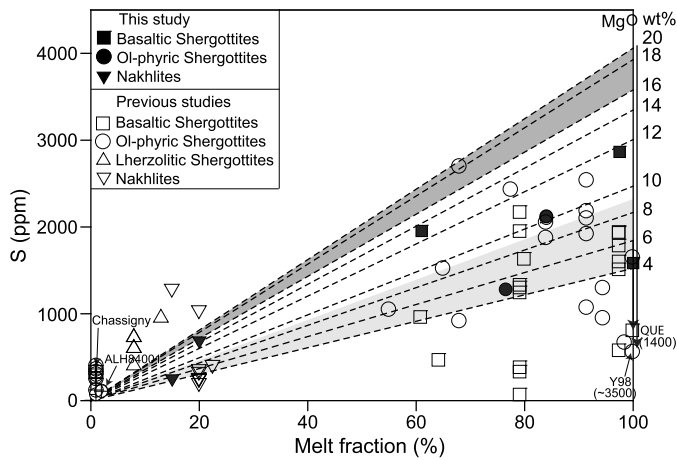 This study
Basaltic Shergottites
Ol-phyric Shergottites
Nakhlites
Previous studies
Basaltic Shergottites
Ol-phyric Shergottites
Lherzolitic Shergottites
Nakhlites
MgO wt%
20
18
16
14
12
10
8
6
4
4000
3000
2000
1000
0
S (ppm)
Chassigny
ALH84001
QUE
(1400)
Y98
(~3500)
0 20 40 60 80 100
Melt fraction (%)